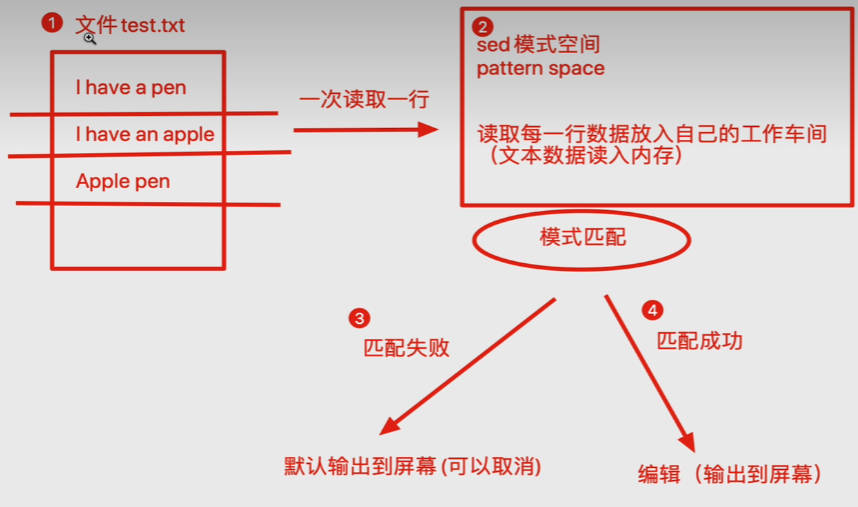 1 文件 test.txt
I have a pen
I have an apple
Apple pen
一次读取一行
2
sed 模式空间
pattern space
读取每一行数据放入自己的工作车间
（文本数据读入内存）
模式匹配
3
匹配失败
4
匹配成功
默认输出到屏幕 (可以取消)
编辑（输出到屏幕）